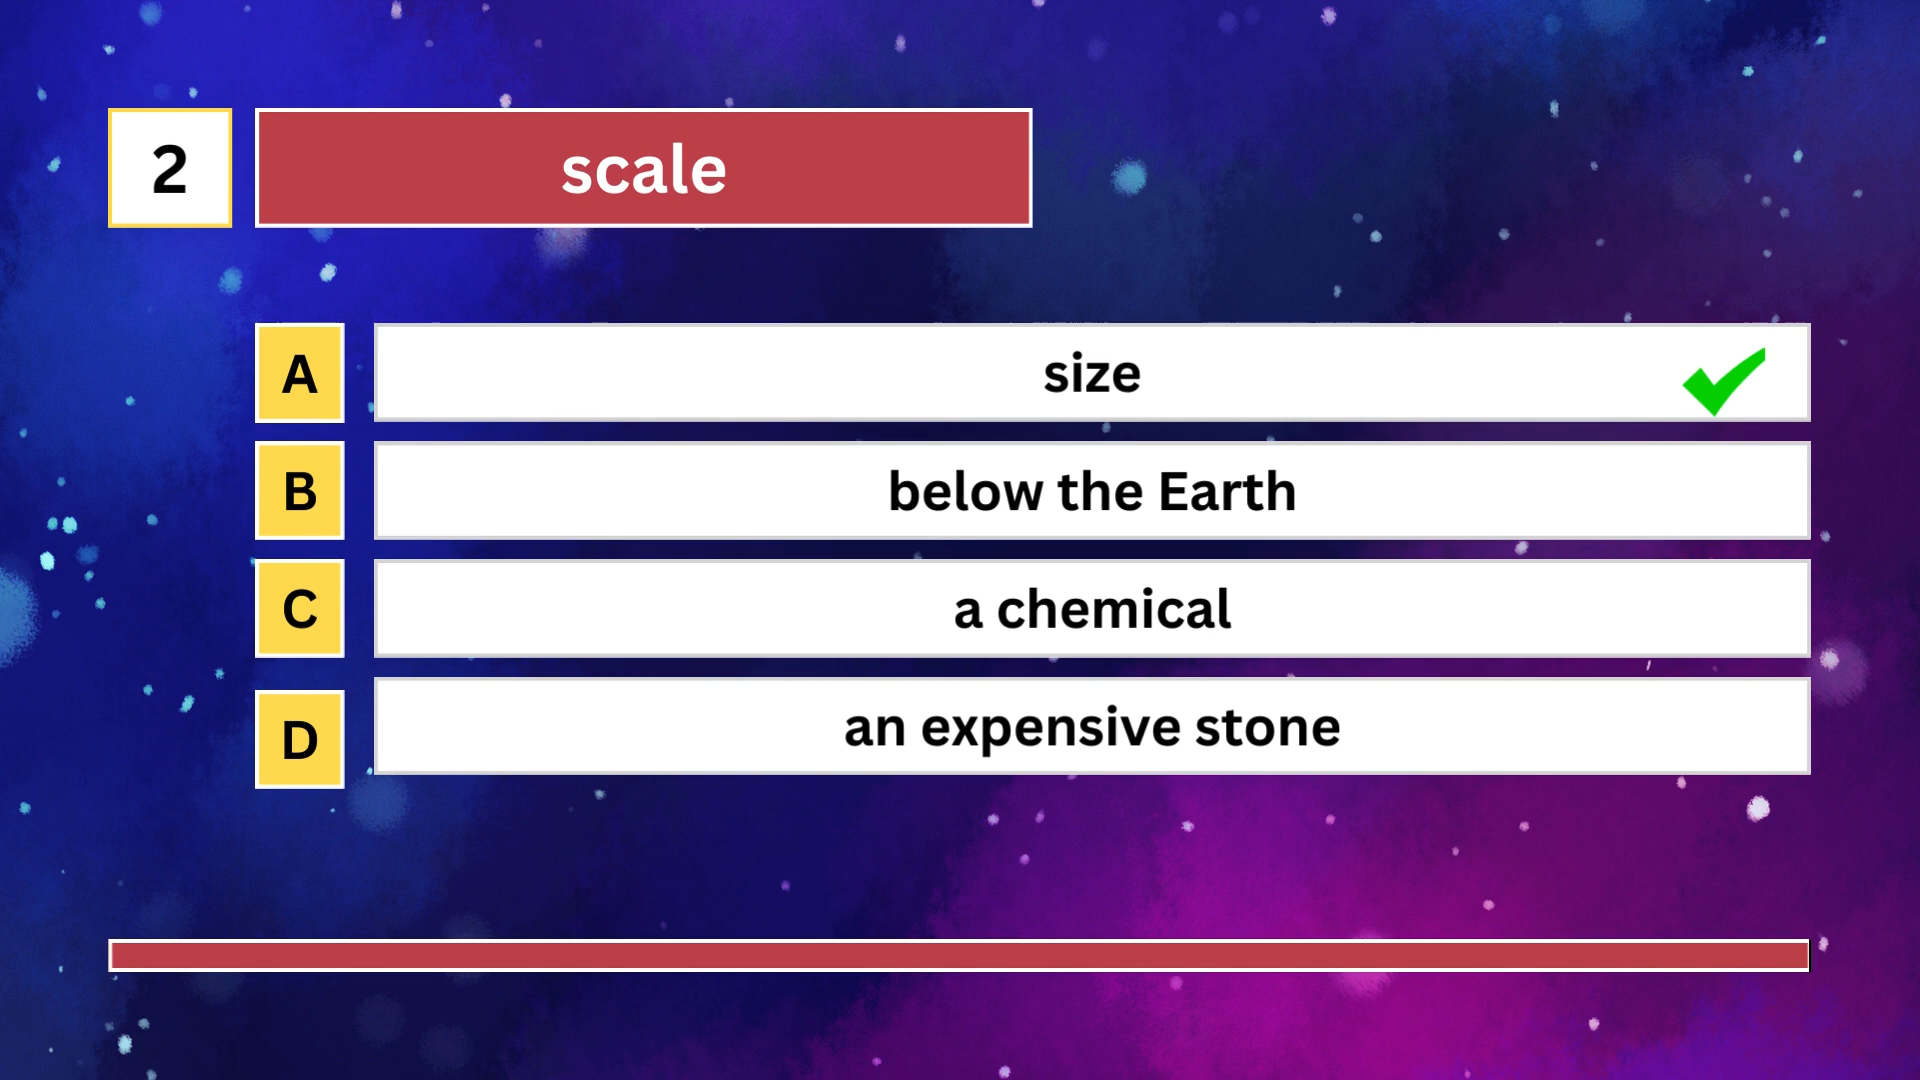 2
scale
A
size
B
below the Earth
C
a chemical
D
an expensive stone